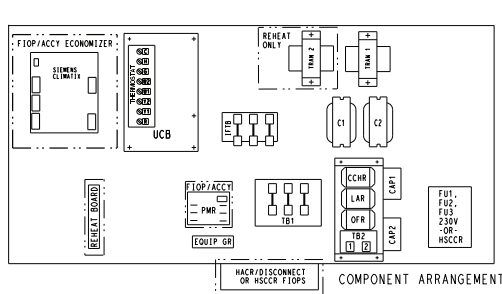 FIOP/ACCY ECONOMIZER
SIEMENS
CLIMATIX
THERMOSTAT
UCB
REHEAT
ONLY
TRAN 2
TRAN 1
IFTB
C1
C2
REHEAT BOARD
FIOP/ACCY
PMR
EQUIP GR
TB1
CCHR
LAR
OFR
TB2
1 2
CAP1
CAP2
FU1,
FU2,
FU3
230V
-OR-
HSCCR
HACR/DISCONNECT
OR HSCCR FIOPS
COMPONENT ARRANGEMENT